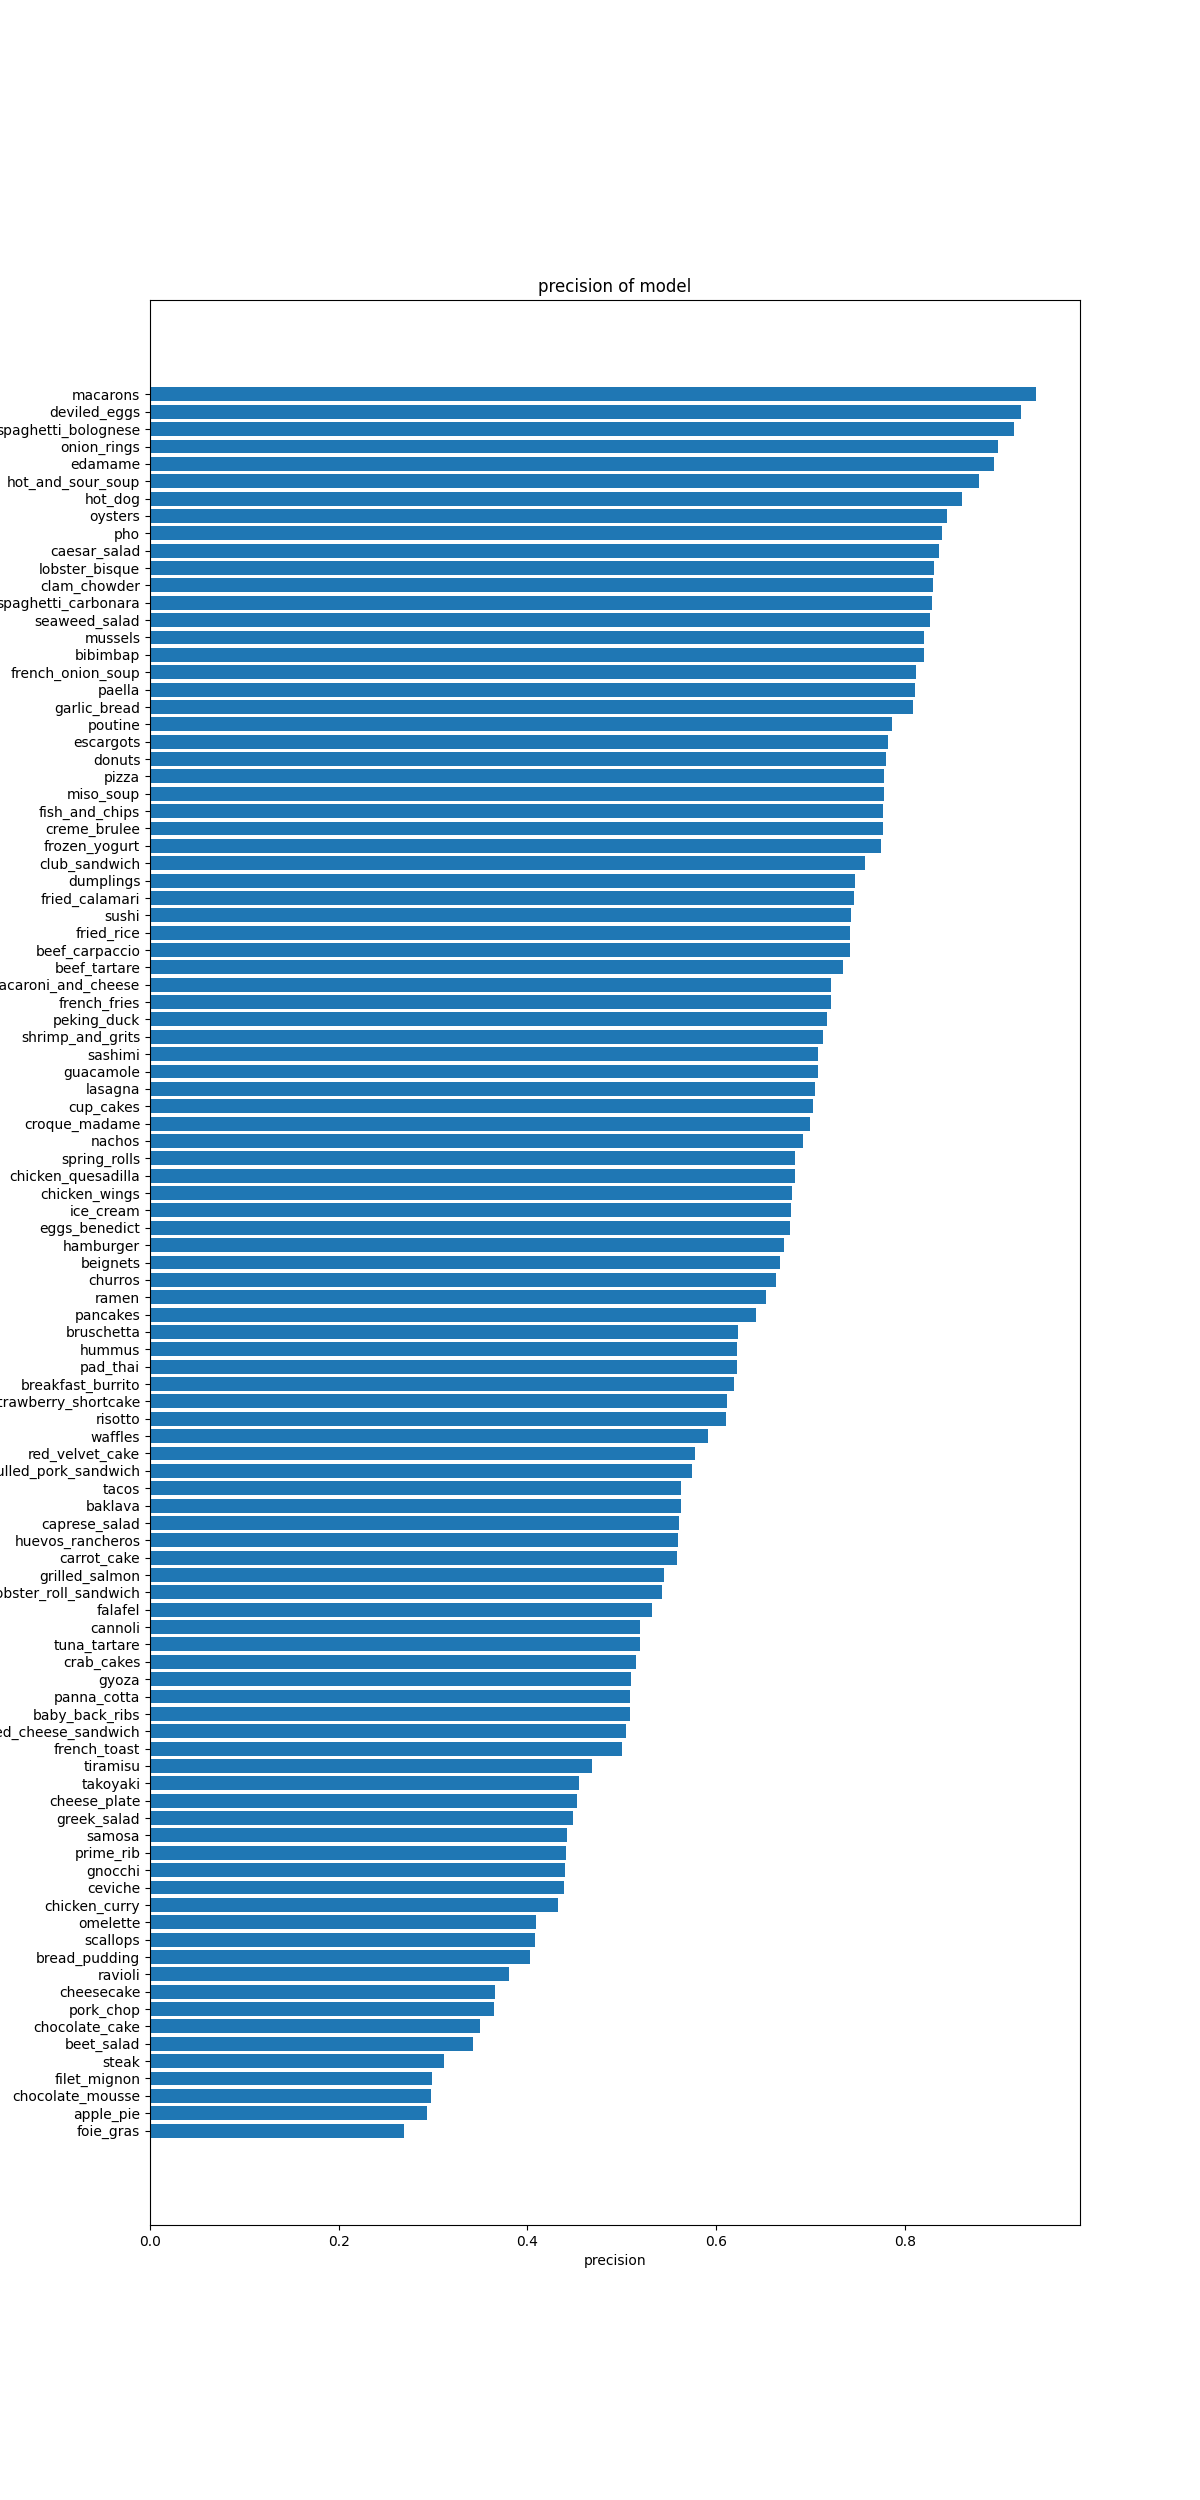 precision of model
macarons
deviled_eggs
spaghetti_bolognese
onion_rings
edamame
hot_and_sour_soup
hot_dog
oysters
pho
caesar_salad
lobster_bisque
clam_chowder
spaghetti_carbonara
seaweed_salad
mussels
bibimbap
french_onion_soup
paella
garlic_bread
poutine
escargots
donuts
pizza
miso_soup
fish_and_chips
creme_brulee
frozen_yogurt
club_sandwich
dumplings
fried_calamari
sushi
fried_rice
beef_carpaccio
beef_tartare
acaroni_and_cheese
french_fries
peking_duck
shrimp_and_grits
sashimi
guacamole
lasagna
cup_cakes
croque_madame
nachos
spring_rolls
chicken_quesadilla
chicken_wings
ice_cream
eggs_benedict
hamburger
beignets
churros
ramen
pancakes
bruschetta
hummus
pad_thai
breakfast_burrito
trawberry_shortcake
risotto
waffles
red_velvet_cake
ulled_pork_sandwich
tacos
baklava
caprese_salad
huevos_rancheros
carrot_cake
grilled_salmon
obster_roll_sandwich
falafel
cannoli
tuna_tartare
crab_cakes
gyoza
panna_cotta
baby_back_ribs
ed_cheese_sandwich
french_toast
tiramisu
takoyaki
cheese_plate
greek_salad
samosa
prime_rib
gnocchi
ceviche
chicken_curry
omelette
scallops
bread_pudding
ravioli
cheesecake
pork_chop
chocolate_cake
beet_salad
steak
filet_mignon
chocolate_mousse
apple_pie
foie_gras
0.0 0.2 0.4 0.6 0.8
precision